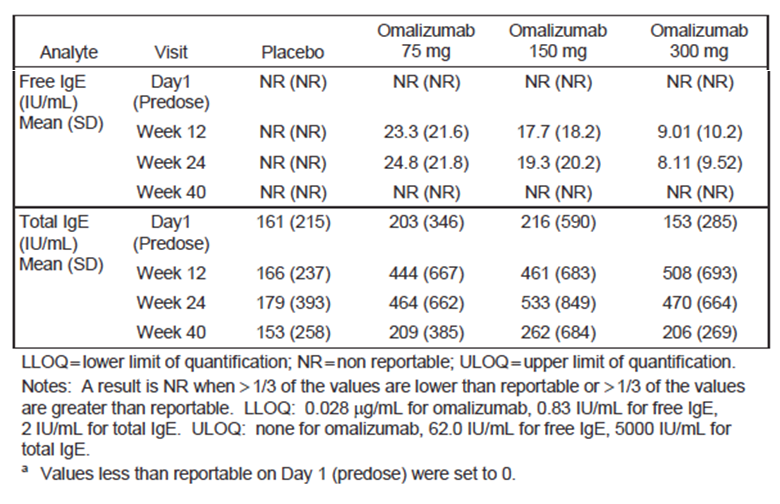 Analyte Visit Placebo Omalizumab 75 mg Omalizumab 150 mg Omalizumab 300 mg
Free IgE (IU/mL) Mean (SD) Day1 (Predose) NR (NR) NR (NR) NR (NR) NR (NR)
Week 12 NR (NR) 23.3 (21.6) 17.7 (18.2) 9.01 (10.2)
Week 24 NR (NR) 24.8 (21.8) 19.3 (20.2) 8.11 (9.52)
Week 40 NR (NR) NR (NR) NR (NR) NR (NR)
Total IgE (IU/mL) Mean (SD) Day1 (Predose) 161 (215) 203 (346) 216 (590) 153 (285)
Week 12 166 (237) 444 (667) 461 (683) 508 (693)
Week 24 179 (393) 464 (662) 533 (849) 470 (664)
Week 40 153 (258) 209 (385) 262 (684) 206 (269)
LLOQ=lower limit of quantification; NR=non reportable; ULOQ=upper limit of quantification.
Notes: A result is NR when >1/3 of the values are lower than reportable or >1/3 of the values
are greater than reportable. LLOQ: 0.028 µg/mL for omalizumab, 0.83 IU/mL for free IgE,
2 IU/mL for total IgE. ULOQ: none for omalizumab, 62.0 IU/mL for free IgE, 5000 IU/mL for
total IgE.
a Values less than reportable on Day 1 (predose) were set to 0.